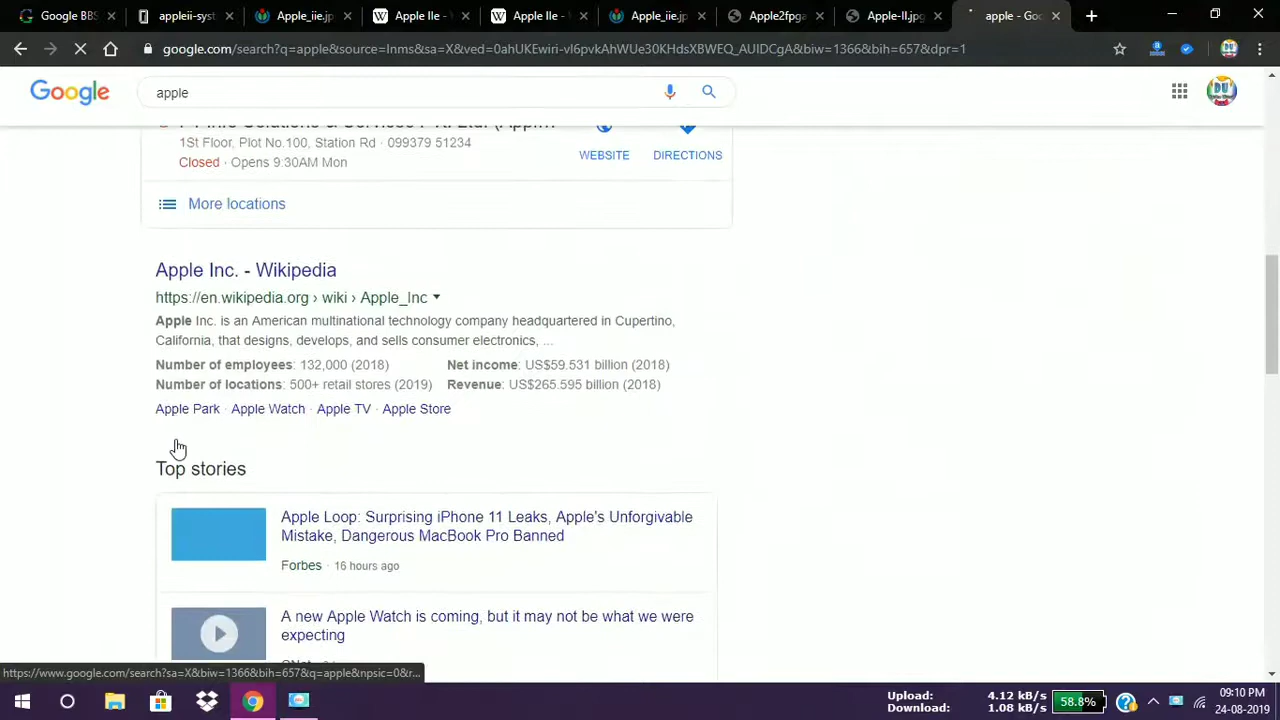 Google BBS
appleii-syst
Apple_iie.jp
Apple IIe - V
Apple IIe - W
Apple_iie.jp
Apple2fpga
Apple-II.jpg
apple - Goo
google.com/search?q=apple&source=lnms&sa=X&ved=0ahUKEwiri-vl6pvkAhWUe30KHdsXBWEQ_AUIDCgA&biw=1366&bih=657&dpr=1
Google
apple
1St Floor, Plot No.100, Station Rd · 099379 51234
Closed · Opens 9:30AM Mon
WEBSITE
DIRECTIONS
More locations
Apple Inc. - Wikipedia
https://en.wikipedia.org › wiki › Apple_Inc
Apple Inc. is an American multinational technology company headquartered in Cupertino,
California, that designs, develops, and sells consumer electronics, ...
Number of employees: 132,000 (2018)
Net income: US$59.531 billion (2018)
Number of locations: 500+ retail stores (2019)
Revenue: US$265.595 billion (2018)
Apple Park · Apple Watch · Apple TV · Apple Store
Top stories
Apple Loop: Surprising iPhone 11 Leaks, Apple's Unforgivable
Mistake, Dangerous MacBook Pro Banned
Forbes · 16 hours ago
A new Apple Watch is coming, but it may not be what we were
expecting
https://www.google.com/search?sa=X&biw=1366&bih=657&q=apple&npsic=0&r...
Upload: 4.12 kB/s
Download: 1.08 kB/s
58.8%
09:10 PM
24-08-2019